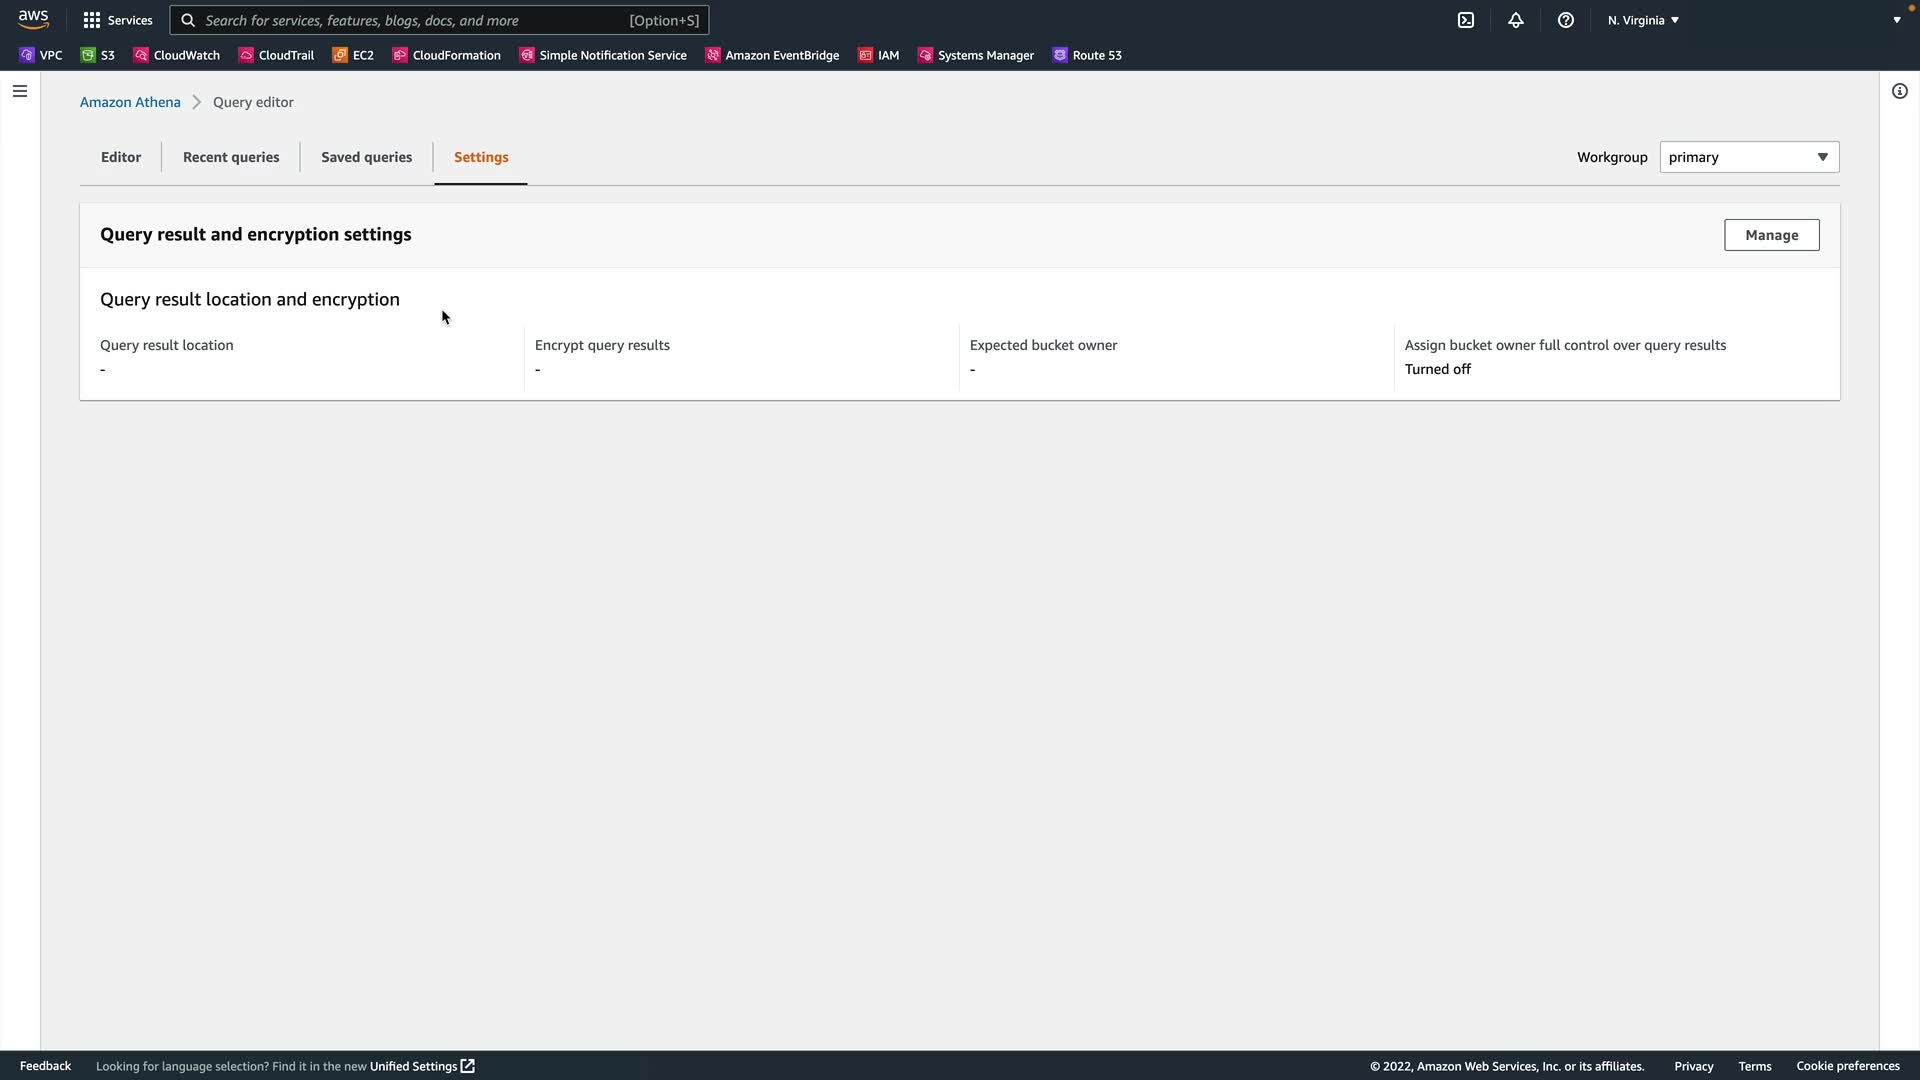 aws
Services
Search for services, features, blogs, docs, and more [Option+S]
N. Virginia
VPC S3 CloudWatch CloudTrail EC2 CloudFormation Simple Notification Service Amazon EventBridge IAM Systems Manager Route 53
Amazon Athena Query editor
Editor Recent queries Saved queries Settings
Workgroup primary
Query result and encryption settings
Manage
Query result location and encryption
Query result location Encrypt query results Expected bucket owner Assign bucket owner full control over query results
- - - Turned off
Feedback Looking for language selection? Find it in the new Unified Settings © 2022, Amazon Web Services, Inc. or its affiliates. Privacy Terms Cookie preferences